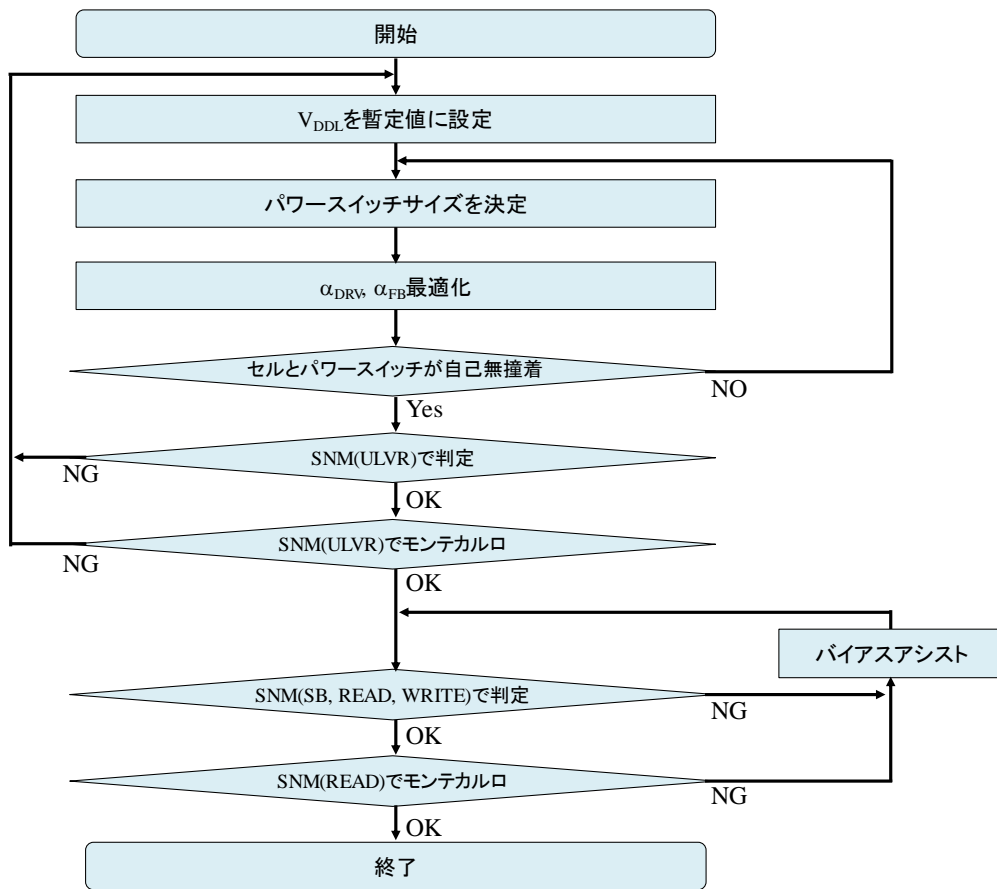 開始
V_DDLを暫定値に設定
パワースイッチサイズを決定
α_DRV, α_FB最適化
セルとパワースイッチが自己無撞着
NO
Yes
SNM(ULVR)で判定
NG
OK
SNM(ULVR)でモンテカルロ
NG
OK
バイアスアシスト
SNM(SB, READ, WRITE)で判定
NG
OK
SNM(READ)でモンテカルロ
NG
OK
終了